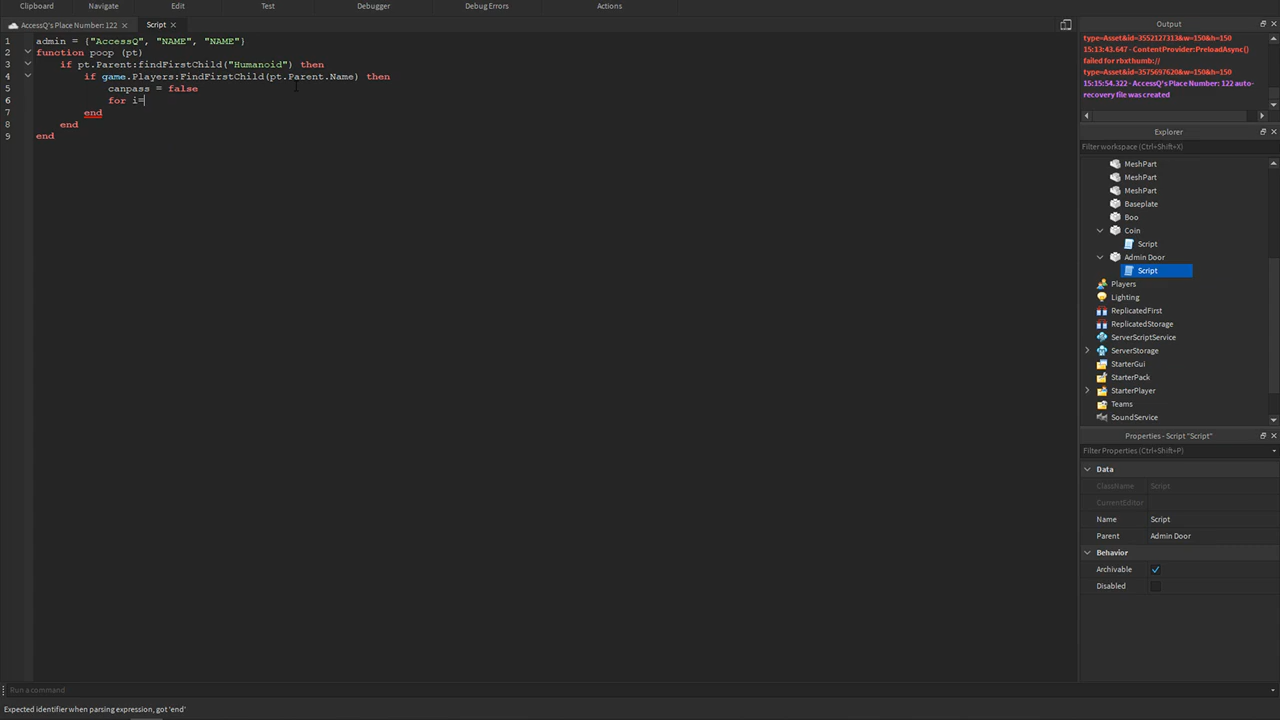 Clipboard Navigate Edit Test Debugger Debug Errors Actions
AccessQ's Place Number: 122 Script
1 admin = {"AccessQ", "NAME", "NAME"}
2 function poop (pt)
3 if pt.Parent:findFirstChild("Humanoid") then
4 if game.Players:FindFirstChild(pt.Parent.Name) then
5 canpass = false
6 for i=
7 end
8 end
9 end
Output
type=Asset&id=3552127313&w=150&h=150
15:13:43.647 - ContentProvider:PreloadAsync()
failed for rbxthumb://
type=Asset&id=3575697620&w=150&h=150
15:15:54.322 - AccessQ's Place Number: 122 auto-
recovery file was created
Explorer
Filter workspace (Ctrl+Shift+X)
MeshPart
MeshPart
MeshPart
Baseplate
Boo
Coin
Script
Admin Door
Script
Players
Lighting
ReplicatedFirst
ReplicatedStorage
ServerScriptService
ServerStorage
StarterGui
StarterPack
StarterPlayer
Teams
SoundService
Properties - Script "Script"
Filter Properties (Ctrl+Shift+P)
Data
ClassName Script
CurrentEditor
Name Script
Parent Admin Door
Behavior
Archivable
Disabled
Run a command
Expected identifier when parsing expression, got 'end'